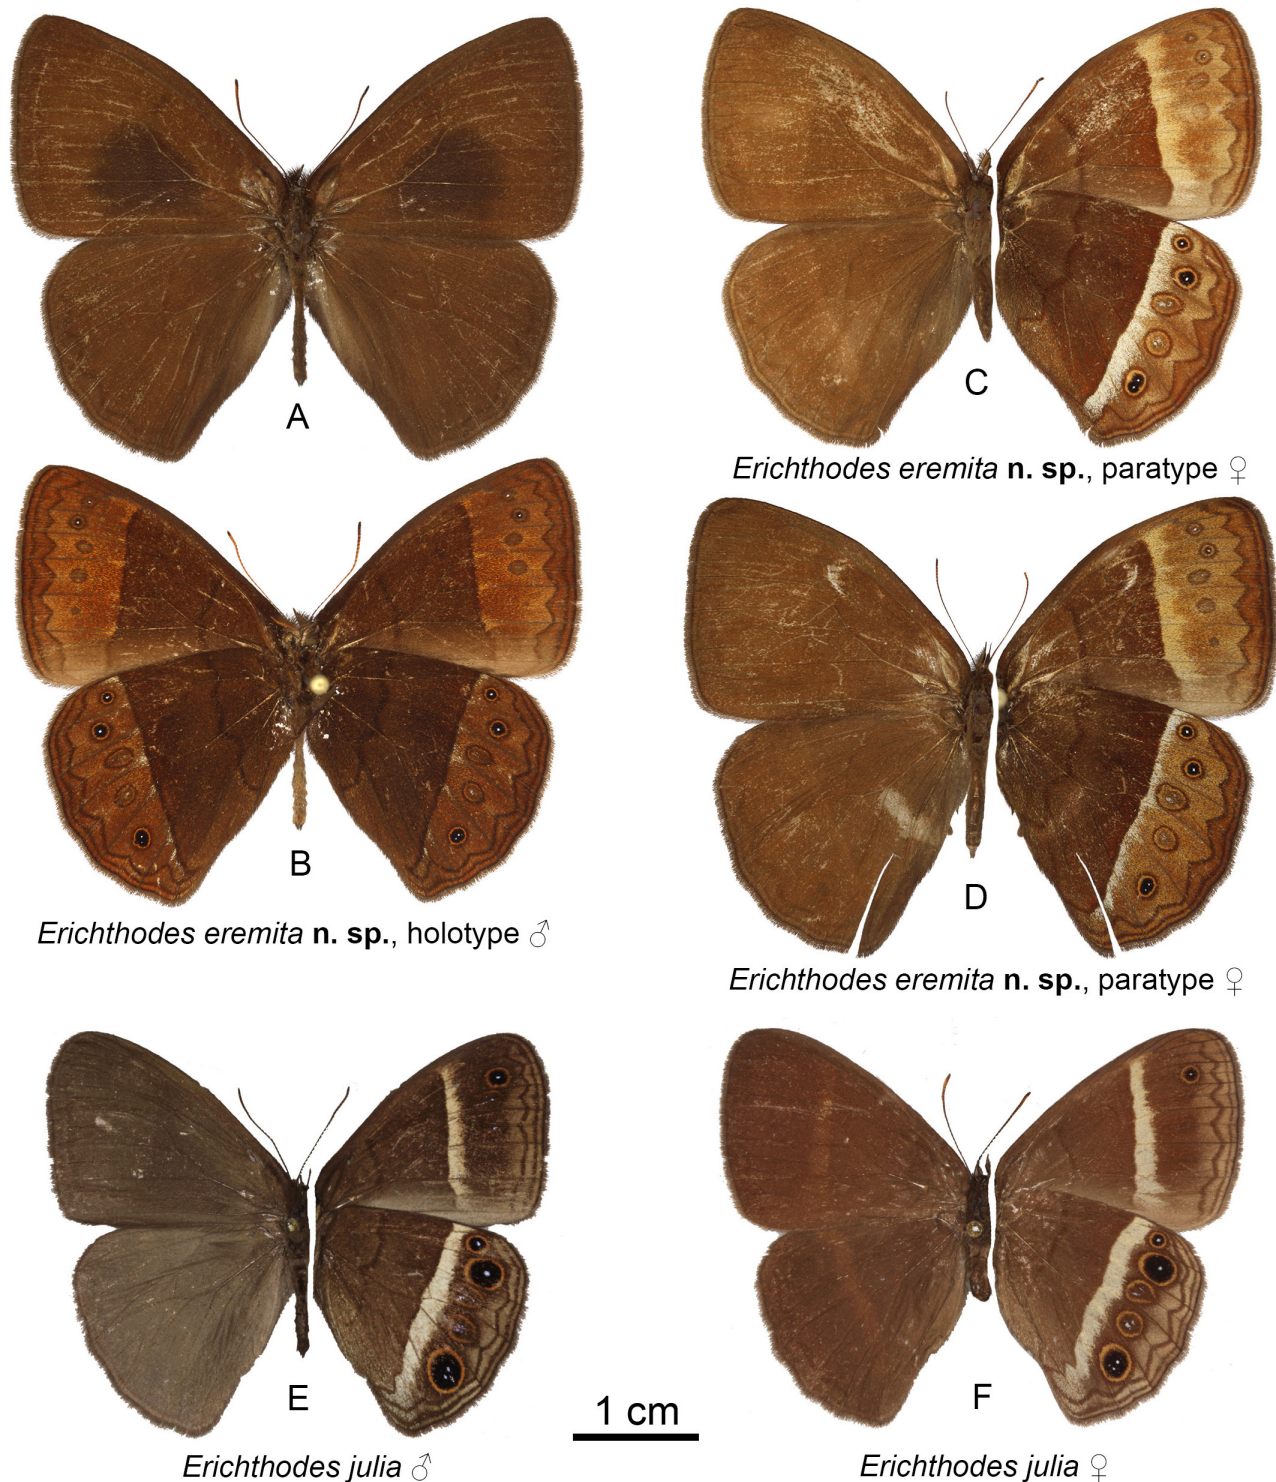 A
C
Erichthodes eremita n. sp., paratype ♀
B
Erichthodes eremita n. sp., holotype ♂
D
Erichthodes eremita n. sp., paratype ♀
E
1 cm
F
Erichthodes julia ♂
Erichthodes julia ♀